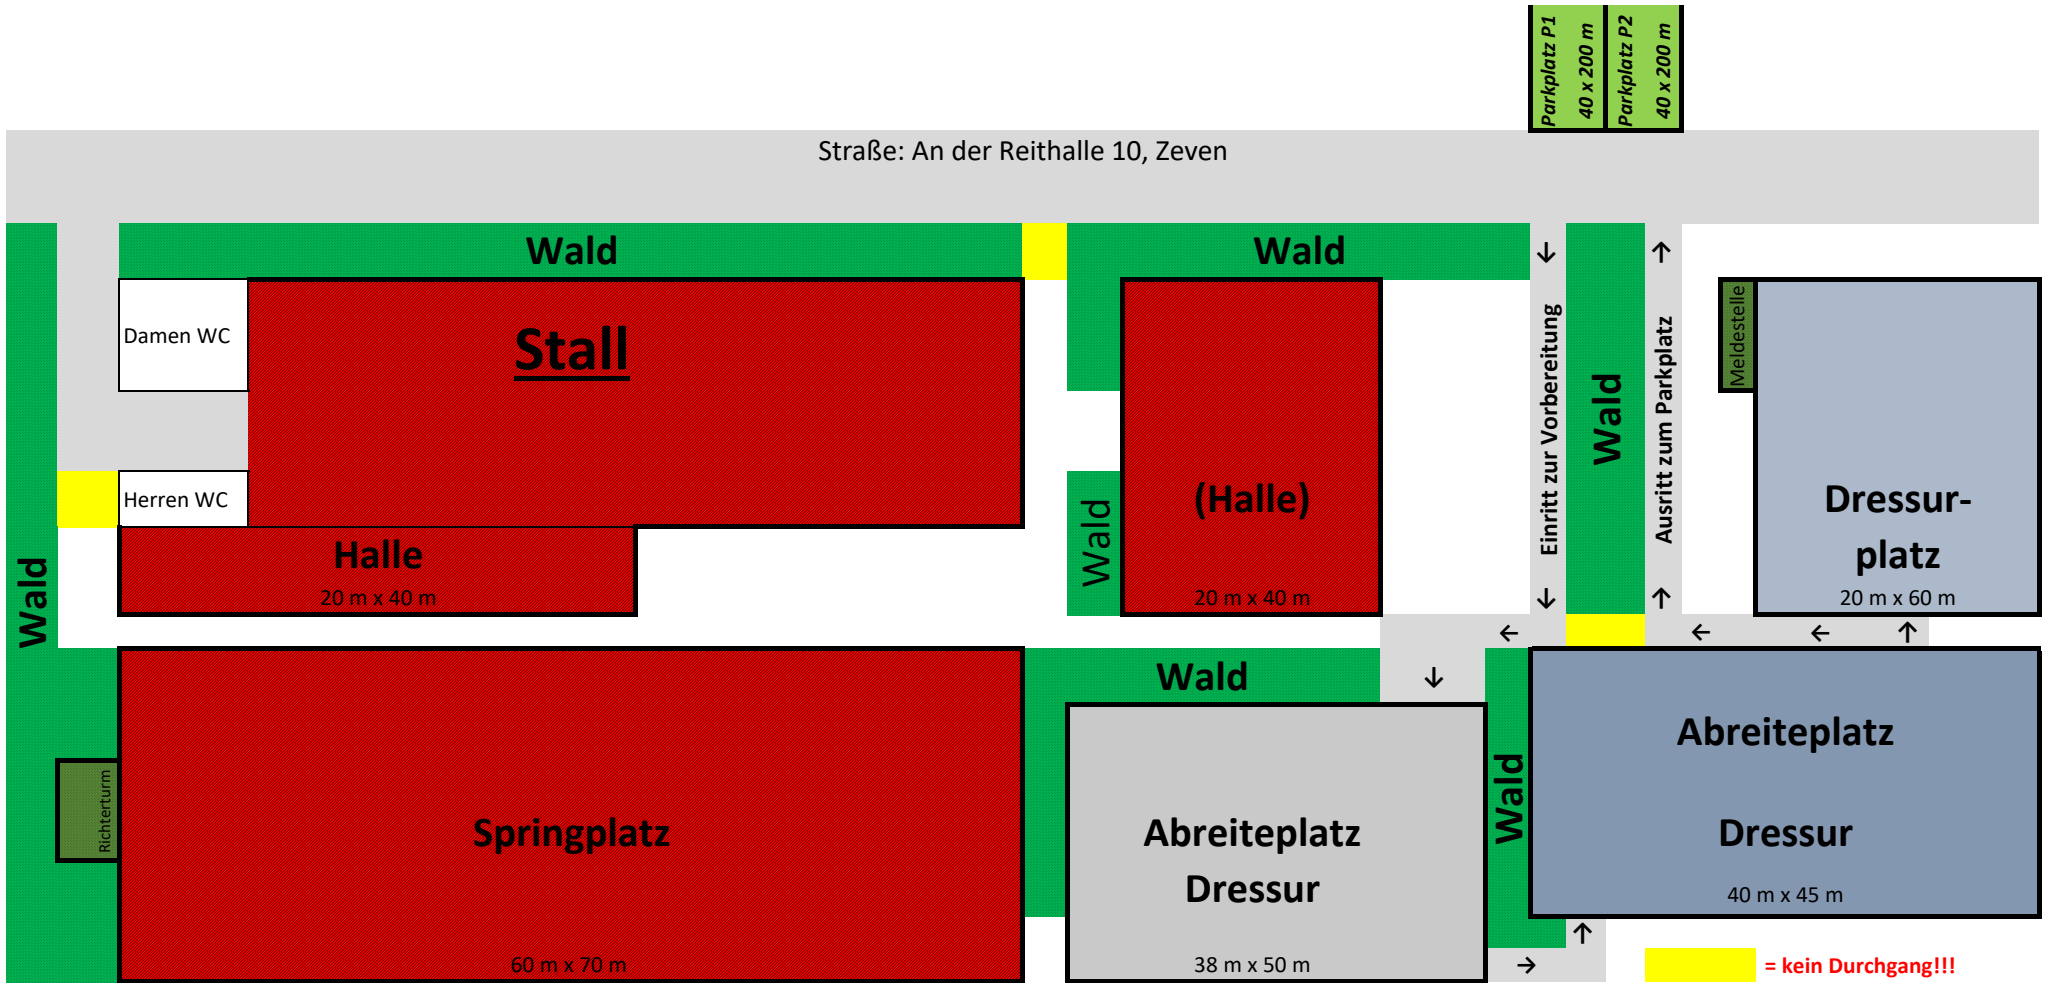 Parkplatz P1
40 x 200 m
Parkplatz P2
40 x 200 m
Straße: An der Reithalle 10, Zeven
Wald
Wald
↓
↑
Damen WC
Stall
Meldestelle
Einritt zur Vorbereitung
Wald
Ausritt zum Parkplatz
Herren WC
(Halle)
Dressur-
platz
Wald
Halle
Wald
20 m x 40 m
20 m x 40 m
↓
↑
20 m x 60 m
←
←
←
↑
Wald
↓
Abreiteplatz
Dressur
Wald
Richterturm
Springplatz
Abreiteplatz
Dressur
40 m x 45 m
↑
60 m x 70 m
38 m x 50 m
→
= kein Durchgang!!!